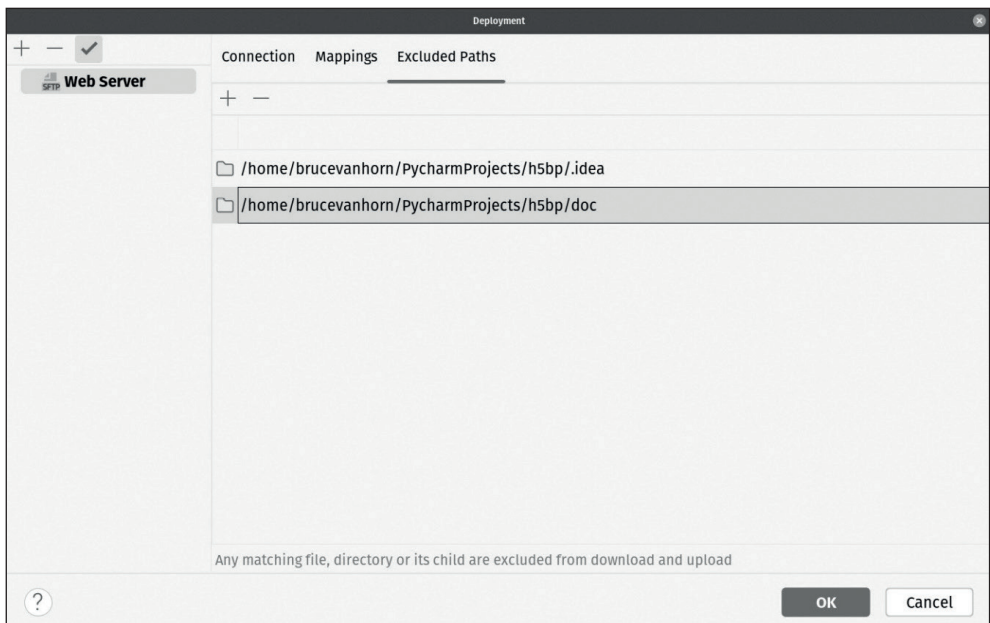 Deployment
Connection Mappings Excluded Paths
SFTP Web Server
/home/brucevanhorn/PycharmProjects/h5bp/.idea
/home/brucevanhorn/PycharmProjects/h5bp/doc
Any matching file, directory or its child are excluded from download and upload
? OK Cancel